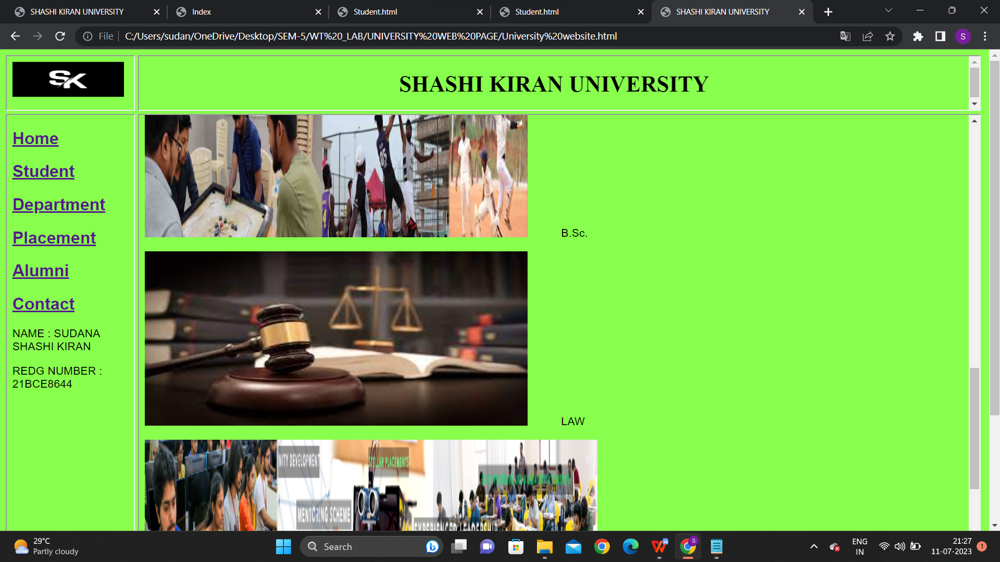 SHASHI KIRAN UNIVERSITY
Index
Student.html
Student.html
SHASHI KIRAN UNIVERSITY
File
C:/Users/sudan/OneDrive/Desktop/SEM-5/WT%20_LAB/UNIVERSITY%20WEB%20PAGE/University%20website.html
S
SK
SHASHI KIRAN UNIVERSITY
Home
Student
Department
Placement
Alumni
Contact
NAME : SUDANA
SHASHI KIRAN
REDG NUMBER :
21BCE8644
05
4
B.Sc.
LAW
NITY DEVELOPMENT
STELLAR PLACEMENTS
MENTORING SCHEME
EXPERIENCED LEADERSHIP
29°C
Partly cloudy
Search
S
ENG
IN
21:27
11-07-2023
1